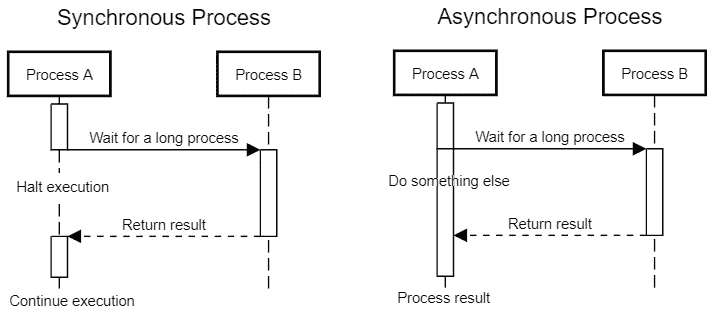 Synchronous Process
Process A
Process B
Wait for a long process
Halt execution
Return result
Continue execution
Asynchronous Process
Process A
Process B
Wait for a long process
Do something else
Return result
Process result